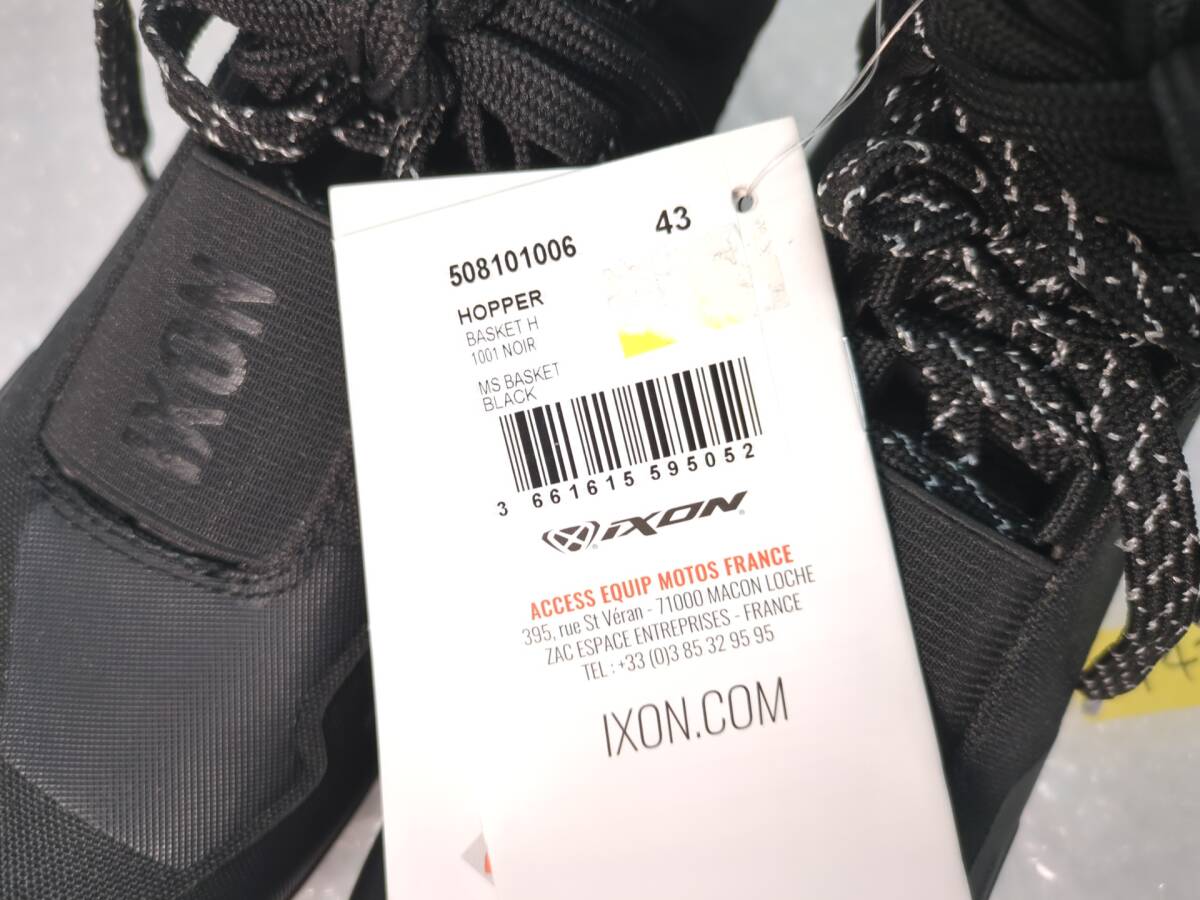 IXON
508101006 43
HOPPER
BASKET H
1001 NOIR
MS BASKET
BLACK
3 661615 595052
IXON
ACCESS EQUIP MOTOS FRANCE
395, rue St Véran - 71000 MACON LOCHE
ZAC ESPACE ENTREPRISES - FRANCE
TEL : +33 (0)3 85 32 95 95
IXON.COM